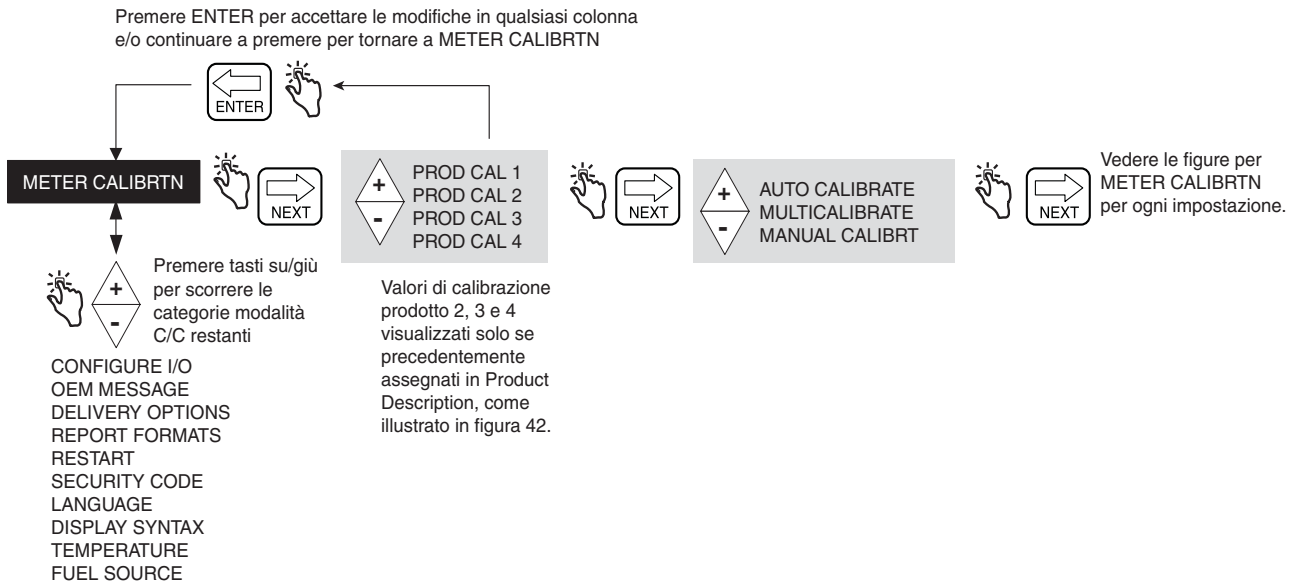 Premere ENTER per accettare le modifiche in qualsiasi colonna
e/o continuare a premere per tornare a METER CALIBRTN
ENTER
METER CALIBRTN
NEXT
+
-
PROD CAL 1
PROD CAL 2
PROD CAL 3
PROD CAL 4
NEXT
+
-
AUTO CALIBRATE
MULTICALIBRATE
MANUAL CALIBRT
NEXT
Vedere le figure per
METER CALIBRTN
per ogni impostazione.
+
-
Premere tasti su/giù
per scorrere le
categorie modalità
C/C restanti
Valori di calibrazione
prodotto 2, 3 e 4
visualizzati solo se
precedentemente
assegnati in Product
Description, come
illustrato in figura 42.
CONFIGURE I/O
OEM MESSAGE
DELIVERY OPTIONS
REPORT FORMATS
RESTART
SECURITY CODE
LANGUAGE
DISPLAY SYNTAX
TEMPERATURE
FUEL SOURCE